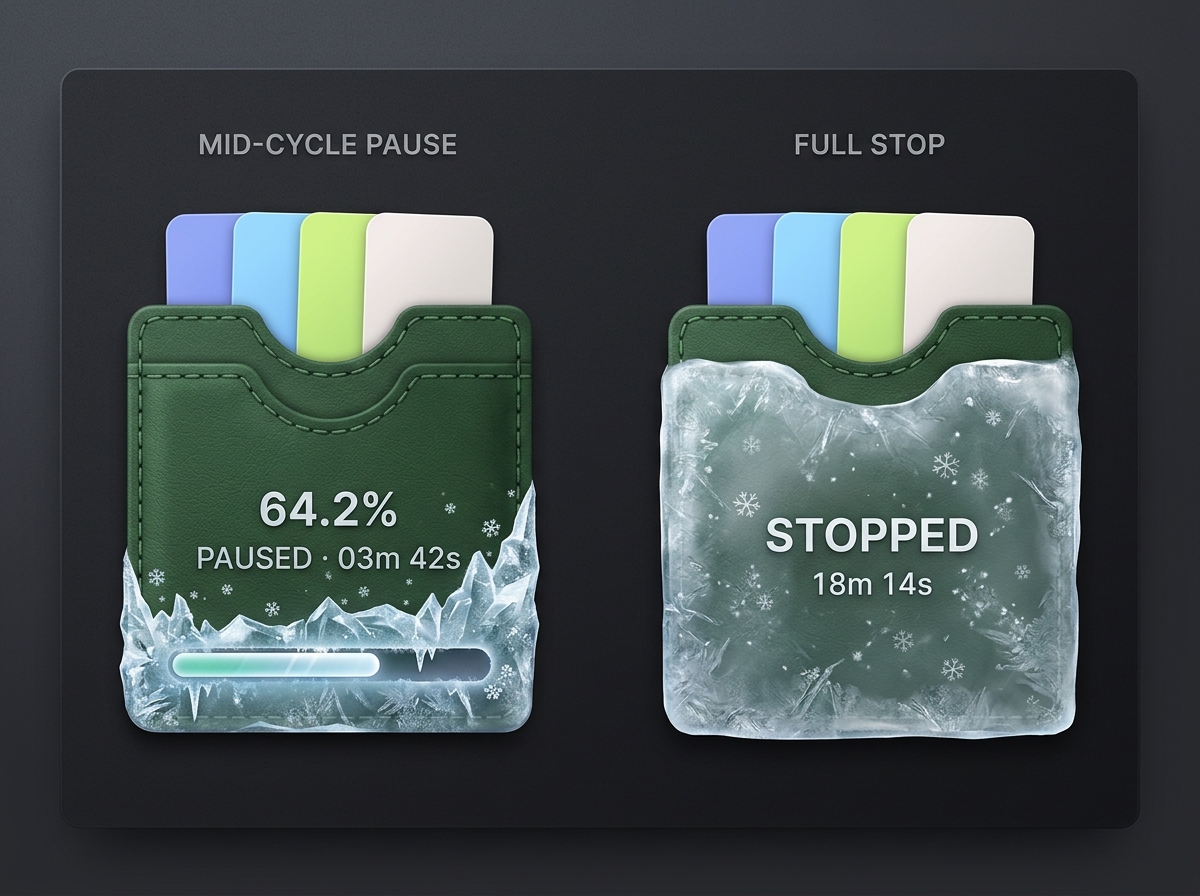 MID-CYCLE PAUSE
FULL STOP
64.2%
PAUSED · 03m 42s
STOPPED
18m 14s